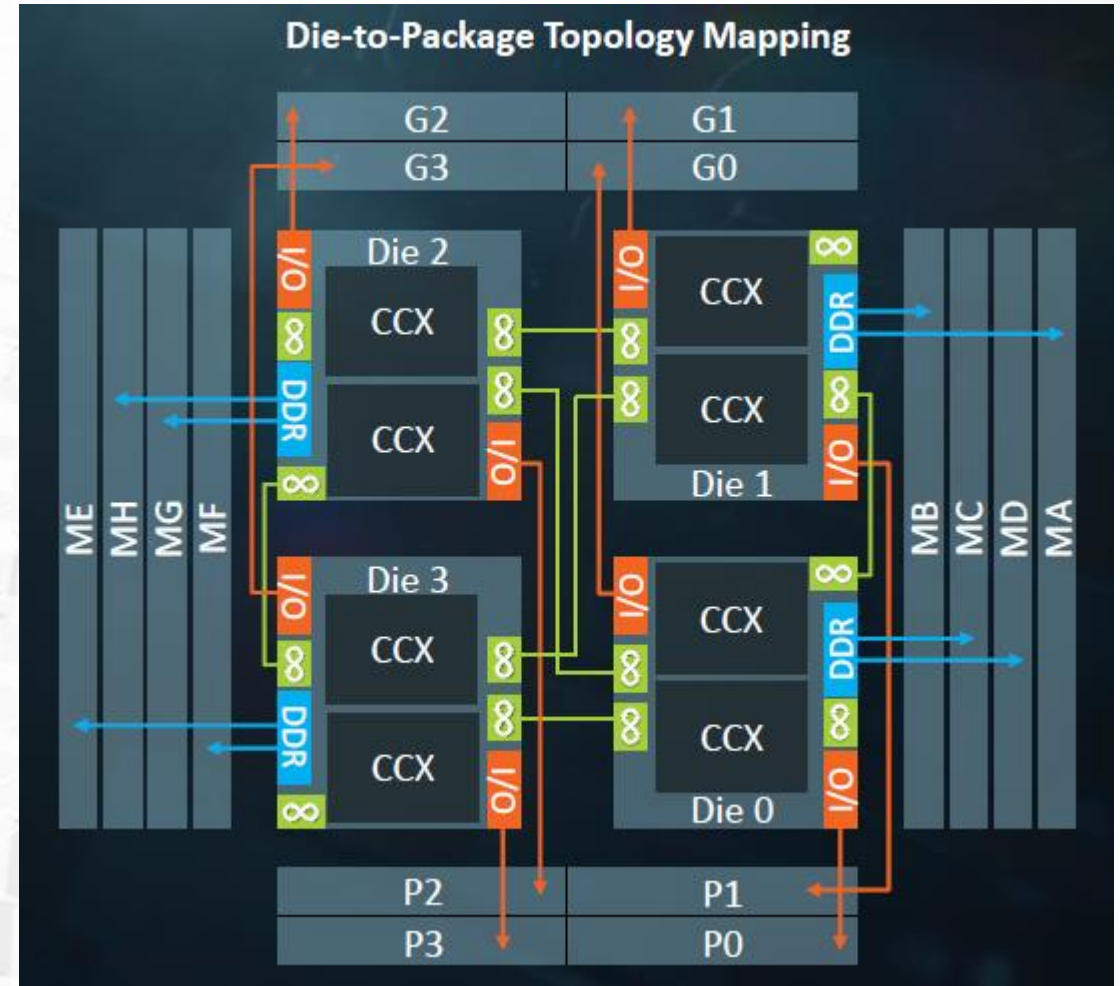 Die-to-Package Topology Mapping
G2 G1
G3 G0
I/O Die 2 CCX ∞ DDR CCX ∞ ∞ ∞ I/O
I/O ∞ ∞ CCX CCX Die 1 ∞ DDR ∞ I/O
ME MH MG MF
MB MC MD MA
I/O Die 3 ∞ CCX DDR CCX ∞ ∞ ∞ I/O
I/O ∞ ∞ CCX CCX Die 0 ∞ DDR ∞ I/O
P2 P1
P3 P0